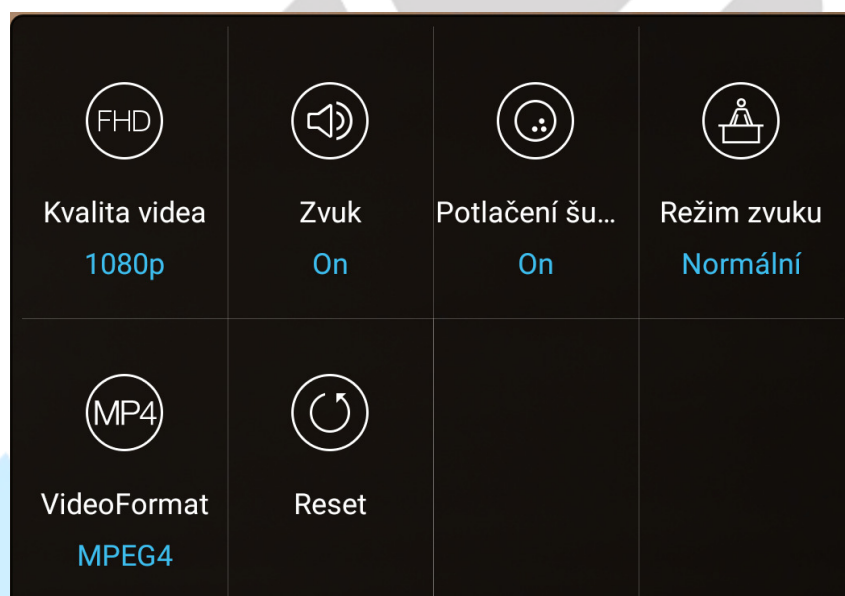 FHD
Kvalita videa
1080p
Zvuk
On
Potlačení šu...
On
Režim zvuku
Normální
MP4
VideoFormat
MPEG4
Reset